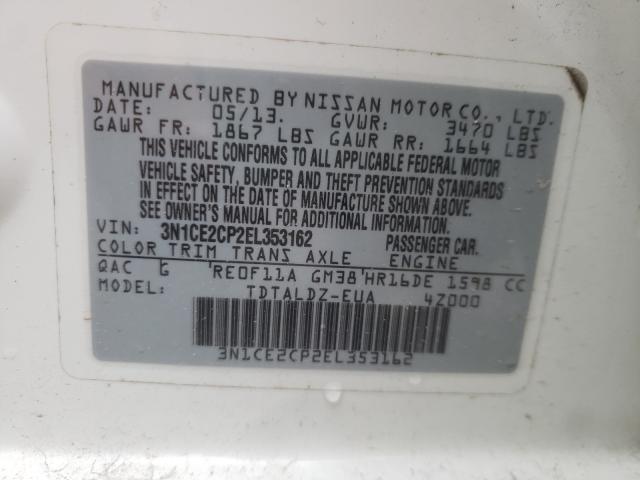 MANUFACTURED BY NISSAN MOTOR CO., LTD.
DATE: 05/13. GVWR: 3470 LBS
GAWR FR: 1867 LBS GAWR RR: 1664 LBS
THIS VEHICLE CONFORMS TO ALL APPLICABLE FEDERAL MOTOR
VEHICLE SAFETY, BUMPER AND THEFT PREVENTION STANDARDS
IN EFFECT ON THE DATE OF MANUFACTURE SHOWN ABOVE.
SEE OWNER'S MANUAL FOR ADDITIONAL INFORMATION.
VIN: 3N1CE2CP2EL353162 PASSENGER CAR.
COLOR TRIM TRANS AXLE ENGINE
QAC G RE0F11A GM38 HR16DE 1598 CC
MODEL: TDTALDZ-EUA 4Z000
3N1CE2CP2EL353162